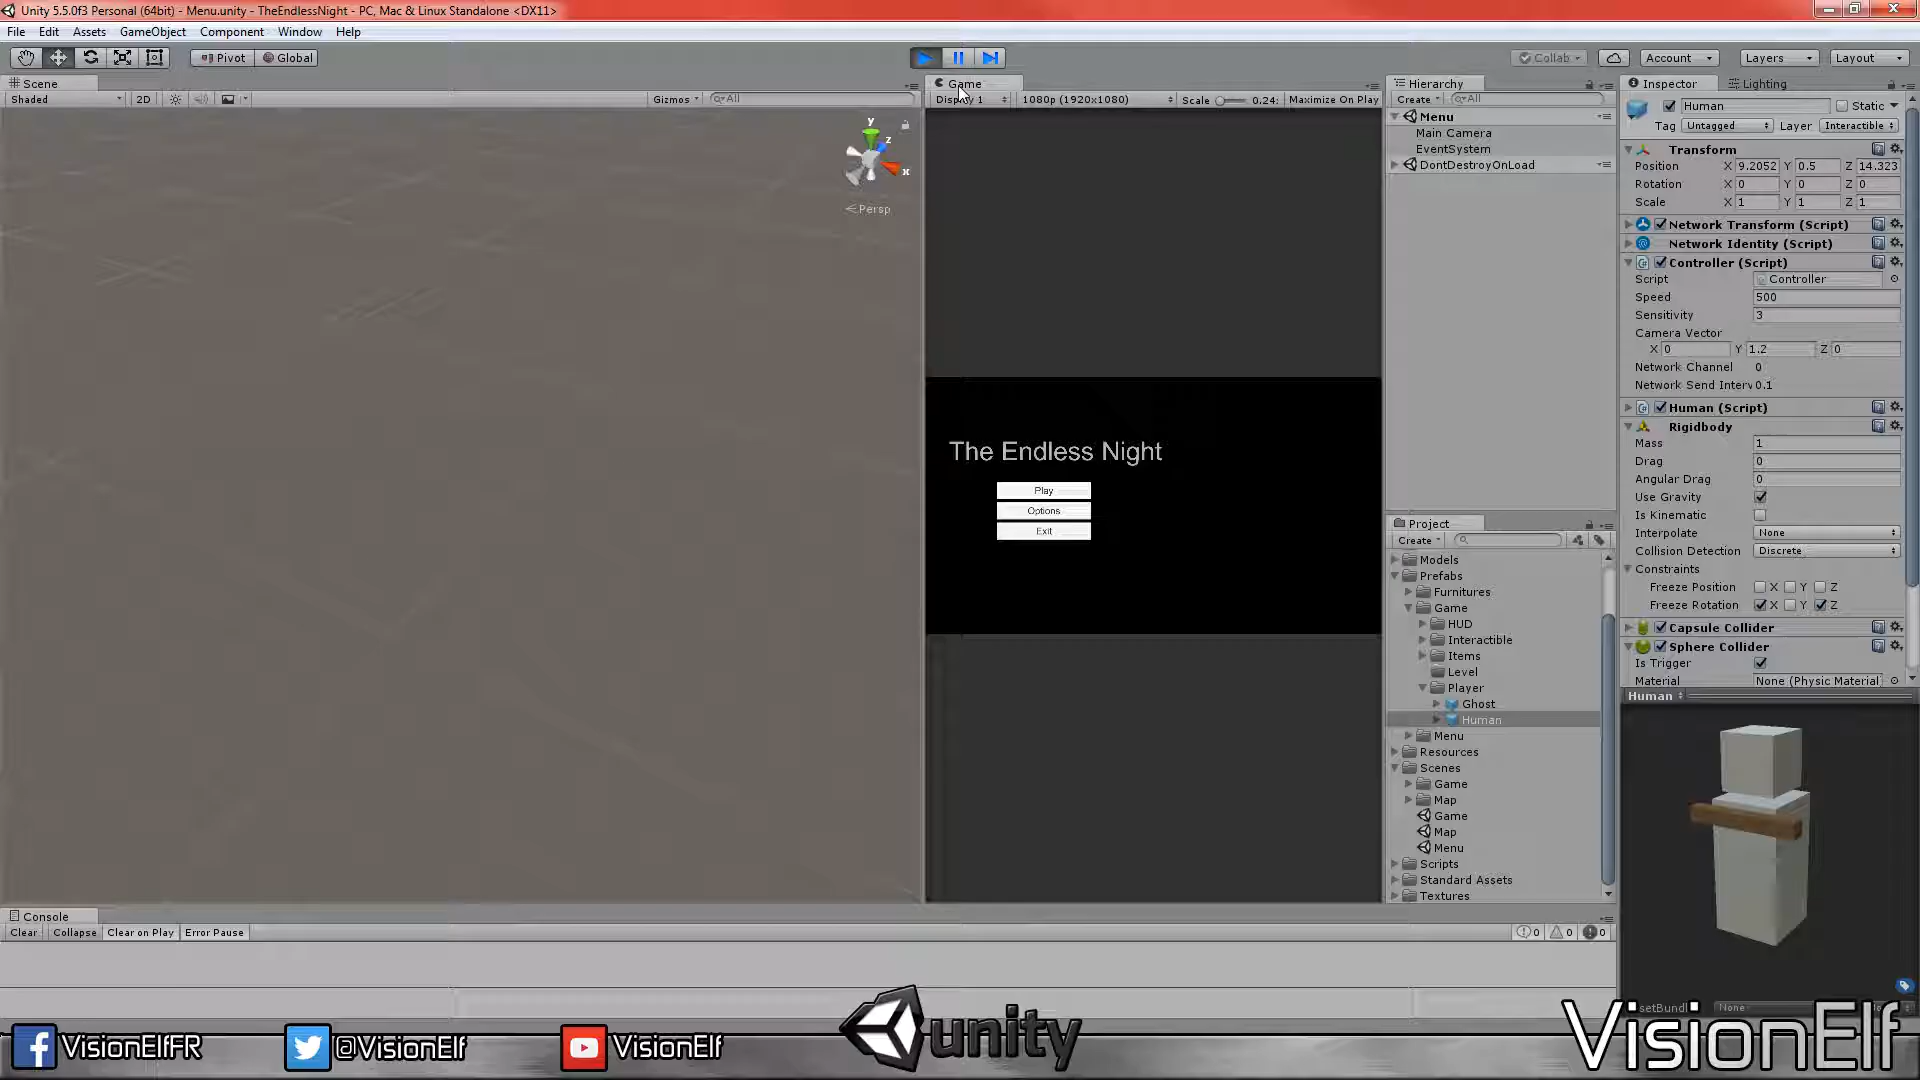 Unity 5.5.0f3 Personal (64bit) - Menu.unity - TheEndlessNight - PC, Mac & Linux Standalone <DX11>
File Edit Assets GameObject Component Window Help
Pivot Global
Collab Account Layers Layout
Scene
Shaded 2D Gizmos All
y
z
x
Persp
Game
Display 1 1080p (1920x1080) Scale 0.24: Maximize On Play
The Endless Night
Play
Options
Exit
Hierarchy
Create All
Menu
Main Camera
EventSystem
DontDestroyOnLoad
Project
Create
Models
Prefabs
Furnitures
Game
HUD
Interactible
Items
Level
Player
Ghost
Human
Menu
Resources
Scenes
Game
Map
Game
Map
Menu
Scripts
Standard Assets
Textures
Inspector Lighting
Human Static
Tag Untagged Layer Interactible
Transform
Position X 9.2052 Y 0.5 Z 14.323
Rotation X 0 Y 0 Z 0
Scale X 1 Y 1 Z 1
Network Transform (Script)
Network Identity (Script)
Controller (Script)
Script Controller
Speed 500
Sensitivity 3
Camera Vector
X 0 Y 1.2 Z 0
Network Channel 0
Network Send Interv 0.1
Human (Script)
Rigidbody
Mass 1
Drag 0
Angular Drag 0
Use Gravity
Is Kinematic
Interpolate None
Collision Detection Discrete
Constraints
Freeze Position X Y Z
Freeze Rotation X Y Z
Capsule Collider
Sphere Collider
Is Trigger
Material None (Physic Material)
Human
Console
Clear Collapse Clear on Play Error Pause
0 0 0
setBundl None
VisionElfFR
@VisionElf
VisionElf
unity
VisionElf